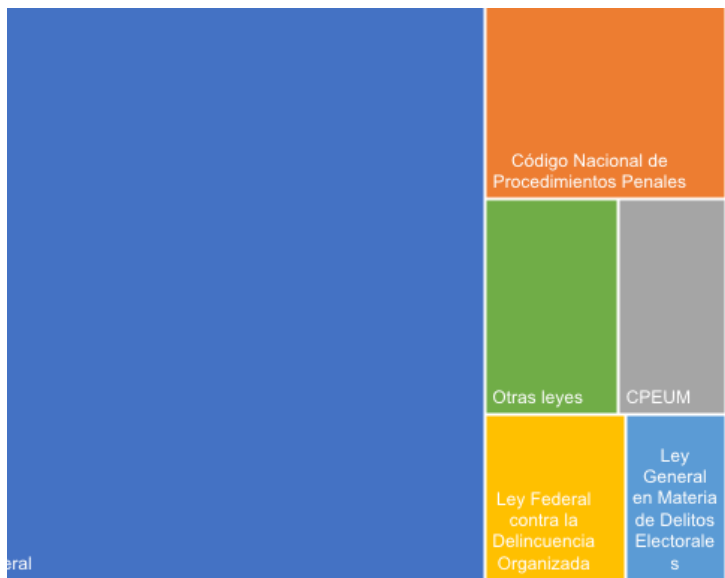 Código Nacional de
Procedimientos Penales
Otras leyes
CPEUM
Ley Federal
contra la
Delincuencia
Organizada
Ley
General
en Materia
de Delitos
Electorale
s
eral